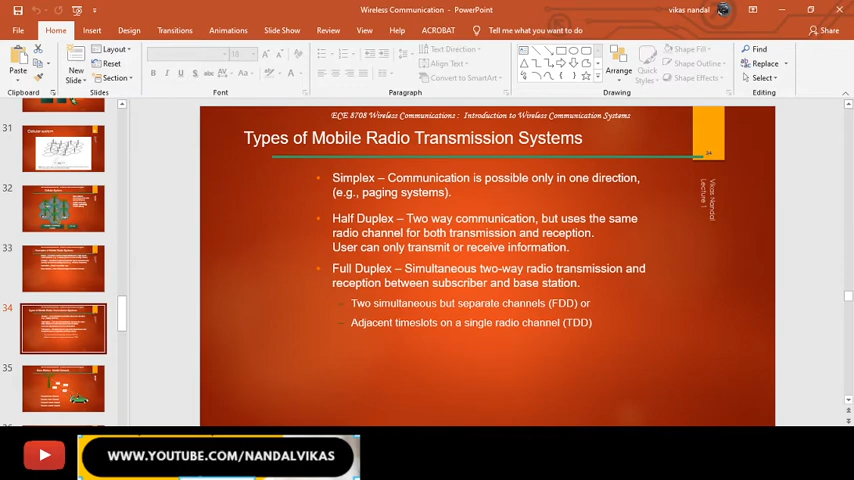 Wireless Communication - PowerPoint
vikas nandal
File Home Insert Design Transitions Animations Slide Show Review View Help ACROBAT Tell me what you want to do Share
Paste
Clipboard
New
Slide
Layout
Reset
Section
Slides
18
Font
Text Direction
Align Text
Convert to SmartArt
Paragraph
Arrange
Quick
Styles
Shape Fill
Shape Outline
Shape Effects
Drawing
Find
Replace
Select
Editing
31
32
33
34
35
ECE 8708 Wireless Communications : Introduction to Wireless Communication Systems
Types of Mobile Radio Transmission Systems
34
Vikas Nandal
Lecture 1
• Simplex – Communication is possible only in one direction,
(e.g., paging systems).
• Half Duplex – Two way communication, but uses the same
radio channel for both transmission and reception.
User can only transmit or receive information.
• Full Duplex – Simultaneous two-way radio transmission and
reception between subscriber and base station.
– Two simultaneous but separate channels (FDD) or
– Adjacent timeslots on a single radio channel (TDD)
WWW.YOUTUBE.COM/NANDALVIKAS